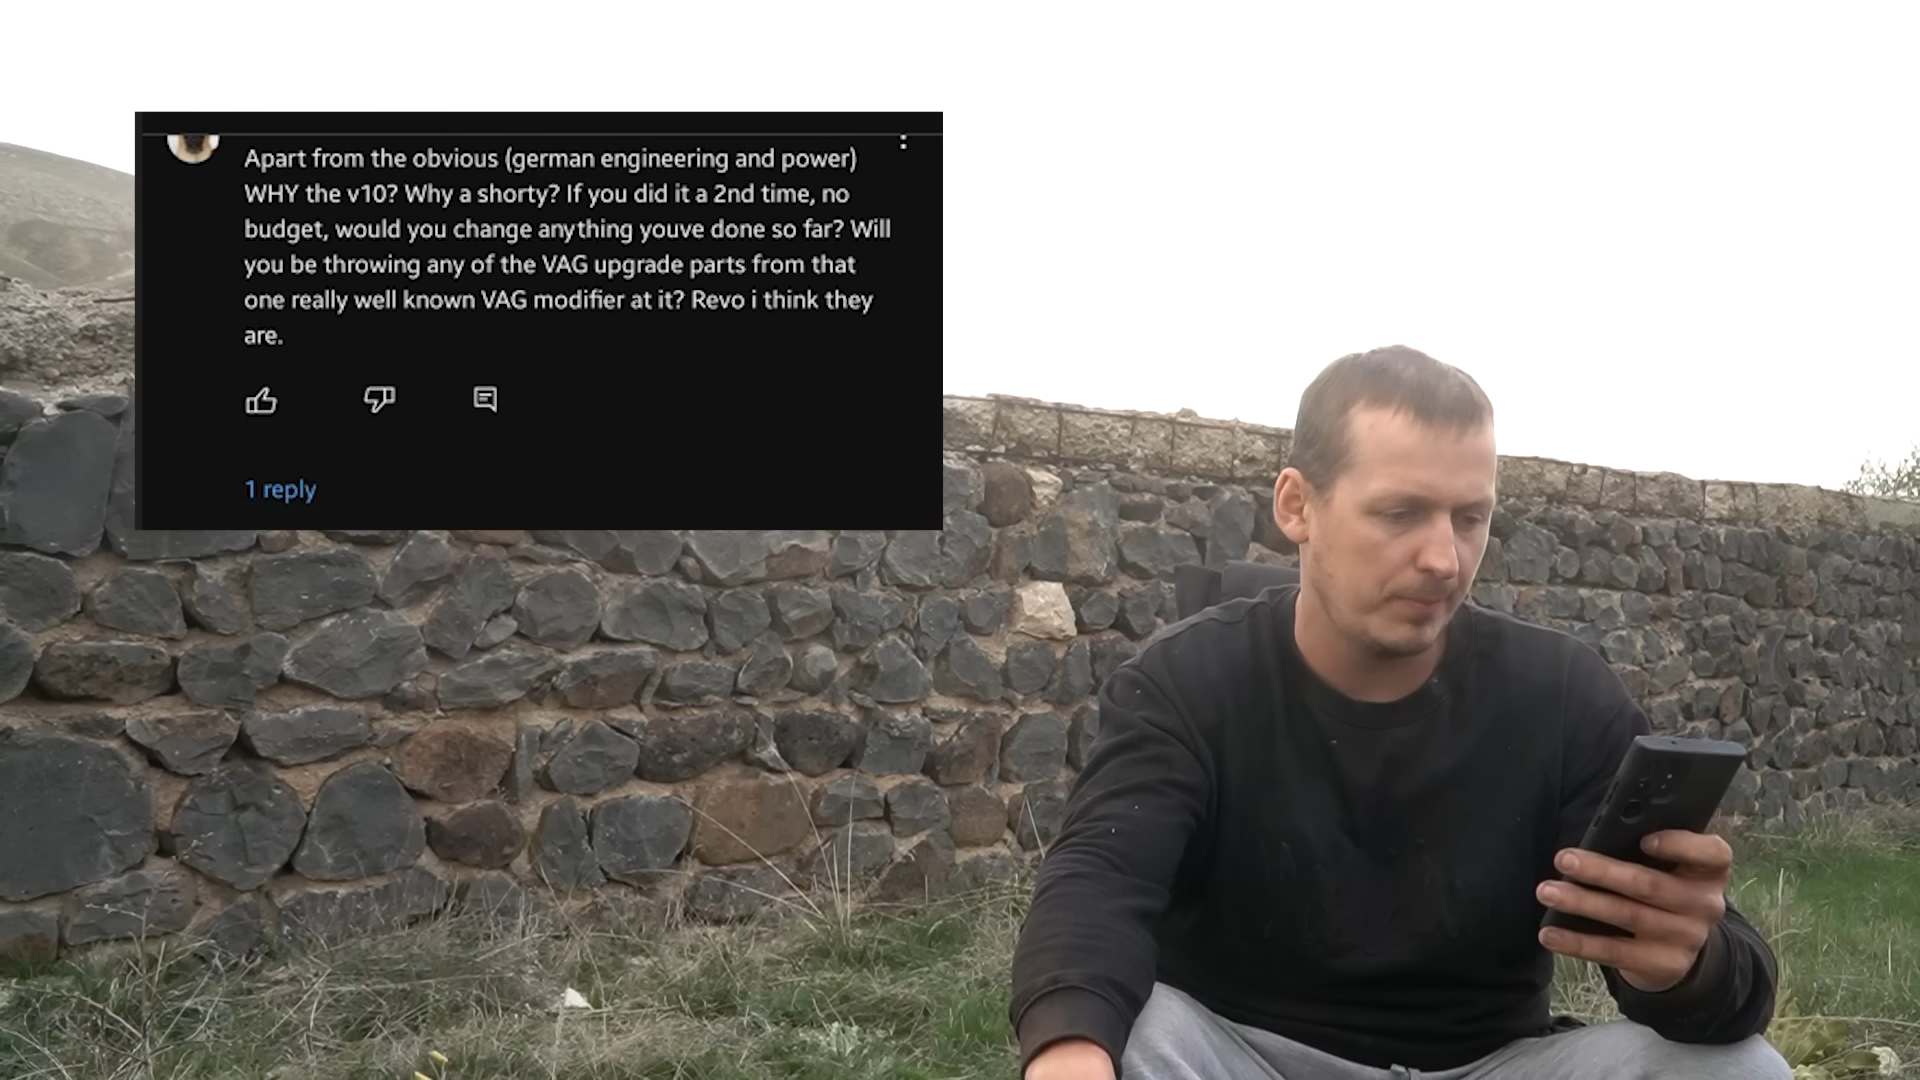 Apart from the obvious (german engineering and power)
WHY the v10? Why a shorty? If you did it a 2nd time, no
budget, would you change anything youve done so far? Will
you be throwing any of the VAG upgrade parts from that
one really well known VAG modifier at it? Revo i think they
are.
1 reply